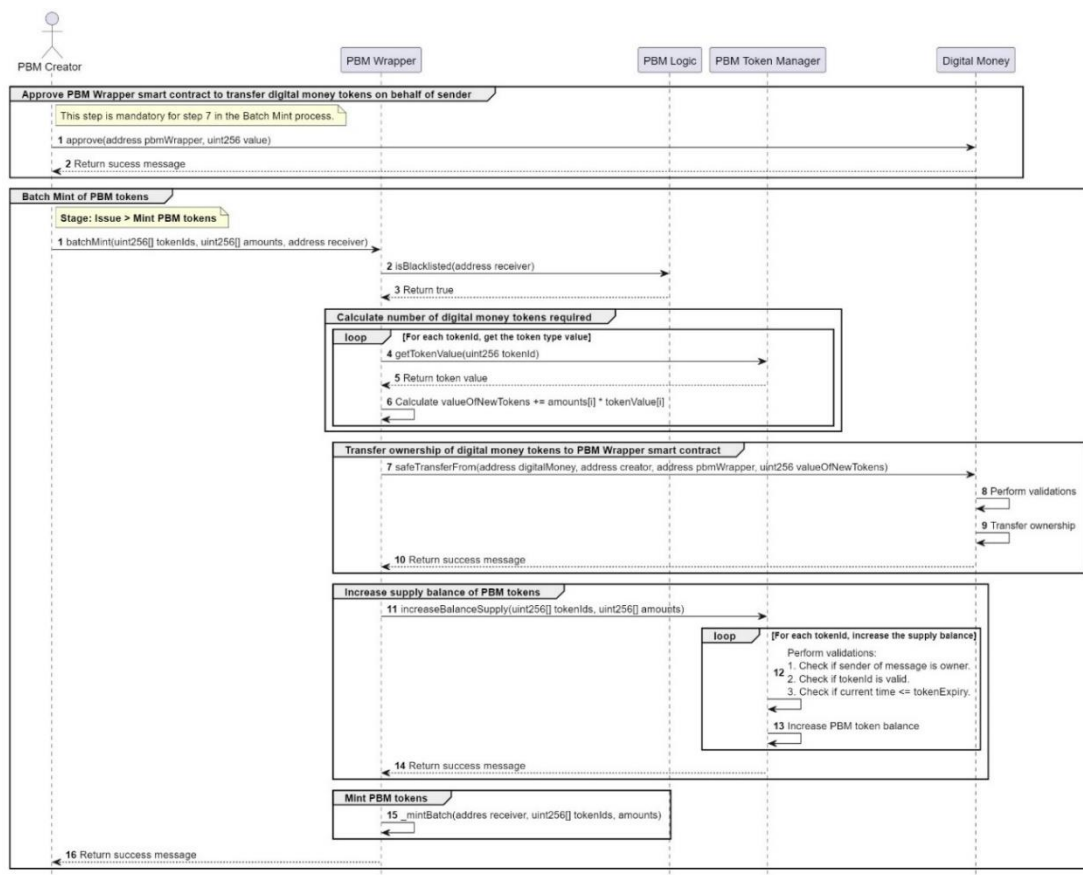 PBM Creator
PBM Wrapper
PBM Logic
PBM Token Manager
Digital Money
Approve PBM Wrapper smart contract to transfer digital money tokens on behalf of sender
This step is mandatory for step 7 in the Batch Mint process.
1 approve(address pbmWrapper, uint256 value)
2 Return sucess message
Batch Mint of PBM tokens
Stage: Issue > Mint PBM tokens
1 batchMint(uint256[] tokenIds, uint256[] amounts, address receiver)
2 isBlacklisted(address receiver)
3 Return true
Calculate number of digital money tokens required
loop
[For each tokenId, get the token type value]
4 getTokenValue(uint256 tokenId)
5 Return token value
6 Calculate valueOfNewTokens += amounts[i] * tokenValue[i]
Transfer ownership of digital money tokens to PBM Wrapper smart contract
7 safeTransferFrom(address digitalMoney, address creator, address pbmWrapper, uint256 valueOfNewTokens)
8 Perform validations
9 Transfer ownership
10 Return success message
Increase supply balance of PBM tokens
11 increaseBalanceSupply(uint256[] tokenIds, uint256[] amounts)
loop
[For each tokenId, increase the supply balance]
Perform validations:
1. Check if sender of message is owner.
12
2. Check if tokenId is valid.
3. Check if current time <= tokenExpiry.
13 Increase PBM token balance
14 Return success message
Mint PBM tokens
15 _mintBatch(addres receiver, uint256[] tokenIds, amounts)
16 Return success message